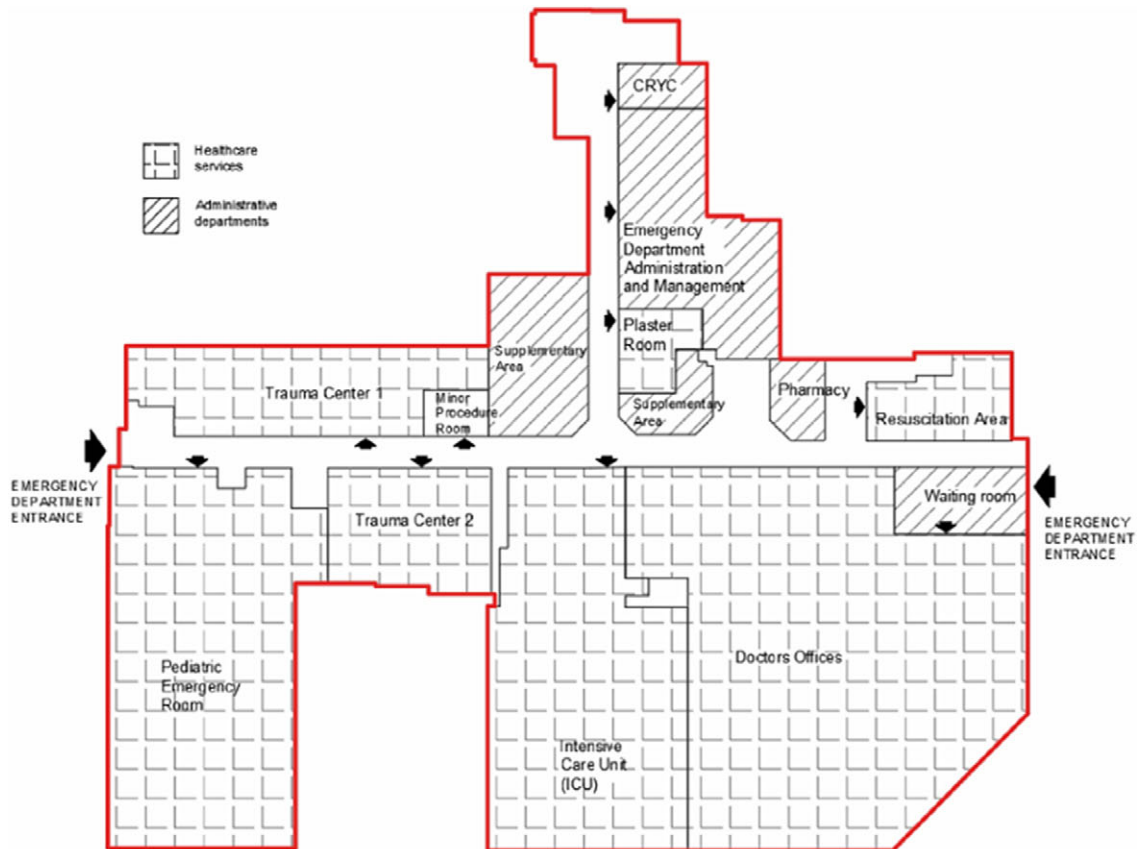 CRYC
Healthcare
services
Administrative
departments
Emergency
Department
Administration
and Management
Plaster
Room
Supplementary
Area
Trauma Center 1
Minor
Procedure
Room
Supplementary
Area
Pharmacy
Resuscitation Area
EMERGENCY
DEPARTMENT
ENTRANCE
Trauma Center 2
Waiting room
EMERGENCY
DEPARTMENT
ENTRANCE
Pediatric
Emergency
Room
Doctors Offices
Intensive
Care Unit
(ICU)